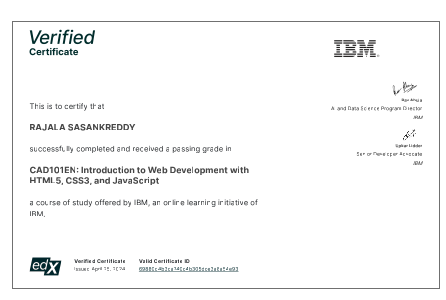 Verified
Certificate
IBM
This is to certify that
RAJALA SASANKREDDY
successfully completed and received a passing grade in
CAD101EN: Introduction to Web Development with
HTML5, CSS3, and JavaScript
a course of study offered by IBM, an online learning initiative of
IBM.
AI and Data Science Program Director
IBM
Upkar Lidder
Senior Developer Advocate
IBM
edX
Verified Certificate
Issued April 15, 2024
Valid Certificate ID